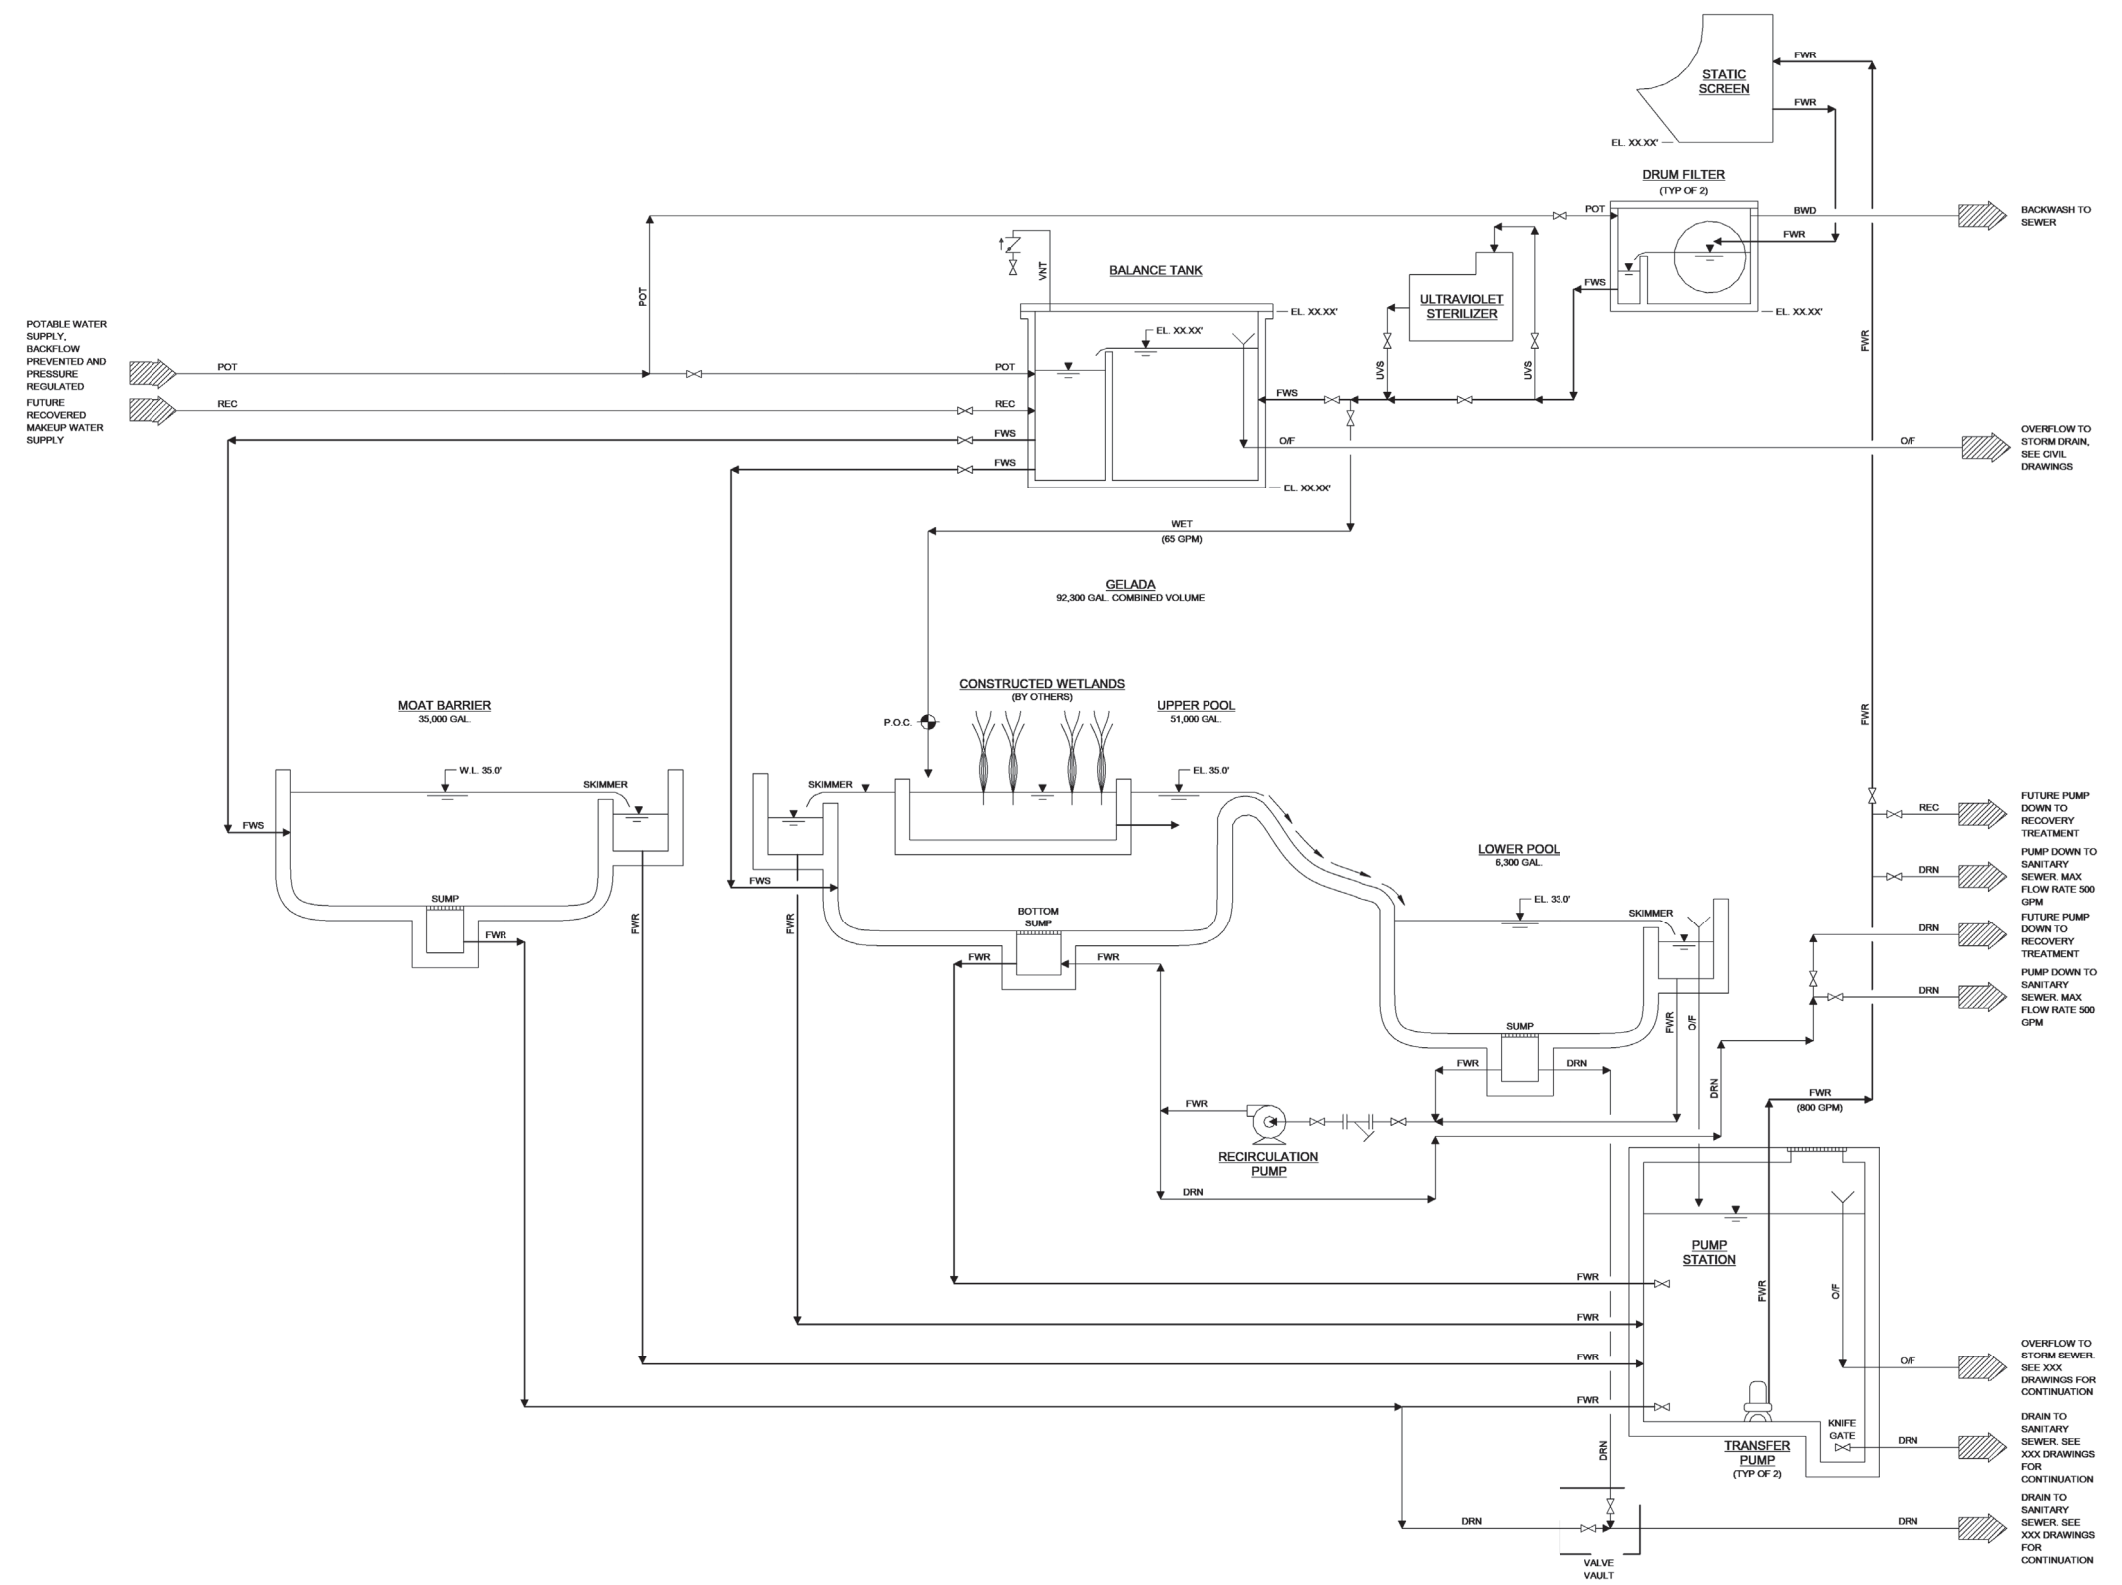 FWR
STATIC
SCREEN
FWR
EL. XX.XX'
DRUM FILTER
(TYP OF 2)
POT
BWD
BACKWASH TO
SEWER
FWR
VNT
BALANCE TANK
POT
FWS
ULTRAVIOLET
STERILIZER
EL. XX.XX'
EL. XX.XX'
EL. XX.XX'
FWR
POTABLE WATER
SUPPLY,
BACKFLOW
PREVENTED AND
PRESSURE
REGULATED
POT
POT
UVS
UVS
FUTURE
RECOVERED
MAKEUP WATER
SUPPLY
REC
REC
FWS
FWS
O/F
O/F
OVERFLOW TO
STORM DRAIN,
SEE CIVIL
DRAWINGS
FWS
EL. XX.XX'
WET
(65 GPM)
GELADA
92,300 GAL. COMBINED VOLUME
CONSTRUCTED WETLANDS
(BY OTHERS)
MOAT BARRIER
35,000 GAL.
P.O.C.
UPPER POOL
51,000 GAL.
FWR
W.L. 35.0'
SKIMMER
SKIMMER
EL. 35.0'
FUTURE PUMP
DOWN TO
RECOVERY
TREATMENT
REC
FWS
LOWER POOL
6,300 GAL.
PUMP DOWN TO
SANITARY
SEWER. MAX
FLOW RATE 500
GPM
DRN
FWS
SUMP
EL. 33.0'
SKIMMER
BOTTOM
SUMP
FWR
FWR
FWR
FUTURE PUMP
DOWN TO
RECOVERY
TREATMENT
DRN
FWR
FWR
PUMP DOWN TO
SANITARY
SEWER. MAX
FLOW RATE 500
GPM
DRN
FWR
O/F
SUMP
FWR
DRN
DRN
FWR
(800 GPM)
FWR
RECIRCULATION
PUMP
DRN
PUMP
STATION
FWR
FWR
O/F
FWR
FWR
O/F
OVERFLOW TO
STORM SEWER.
SEE XXX
DRAWINGS FOR
CONTINUATION
FWR
KNIFE
GATE
DRN
DRAIN TO
SANITARY
SEWER. SEE
XXX DRAWINGS
FOR
CONTINUATION
TRANSFER
PUMP
(TYP OF 2)
DRN
DRN
DRN
DRAIN TO
SANITARY
SEWER. SEE
XXX DRAWINGS
FOR
CONTINUATION
VALVE
VAULT